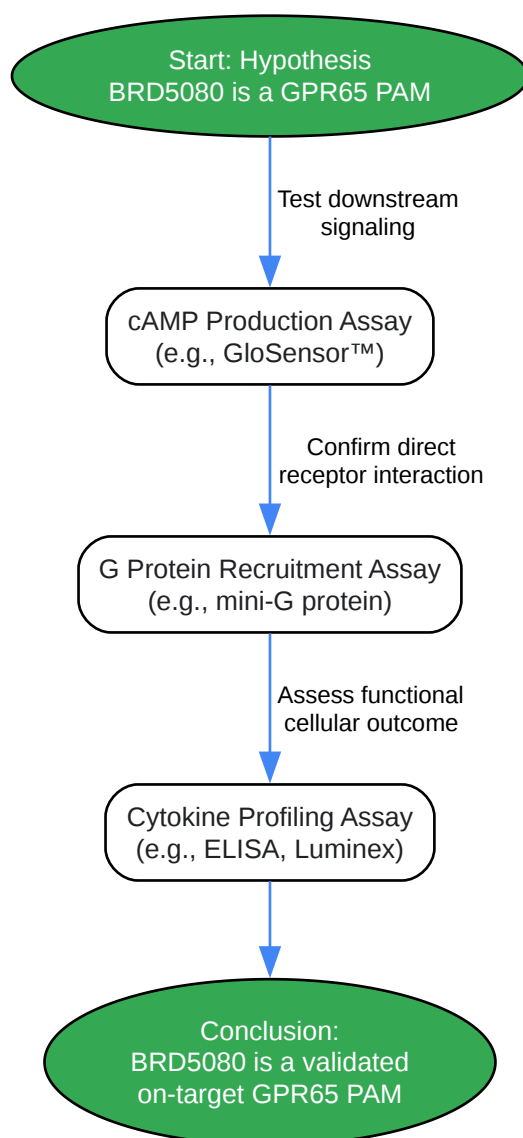 Start: Hypothesis
BRD5080 is a GPR65 PAM
Test downstream
signaling
cAMP Production Assay
(e.g., GloSensor™)
Confirm direct
receptor interaction
G Protein Recruitment Assay
(e.g., mini-G protein)
Assess functional
cellular outcome
Cytokine Profiling Assay
(e.g., ELISA, Luminex)
Conclusion:
BRD5080 is a validated
on-target GPR65 PAM